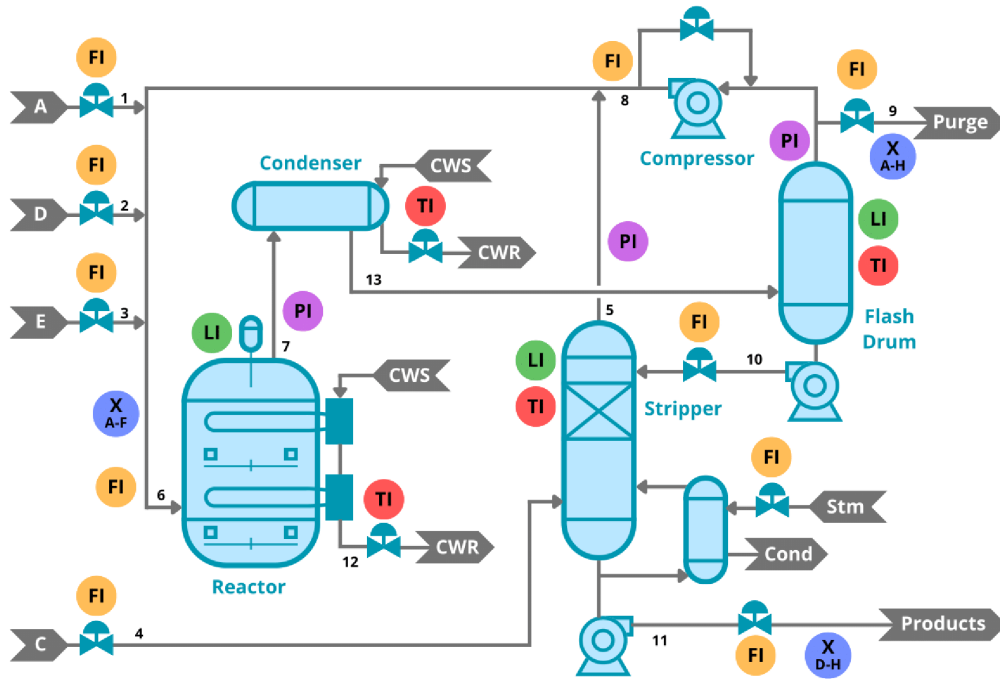 FI
FI
FI
A
1
8
9
Purge
Compressor
PI
X
A-H
Condenser
CWS
FI
D
2
TI
LI
PI
CWR
TI
FI
13
E
3
PI
5
FI
Flash
Drum
LI
7
LI
10
CWS
X
A-F
TI
Stripper
FI
FI
6
TI
Stm
CWR
12
Cond
Reactor
FI
C
4
11
Products
FI
X
D-H